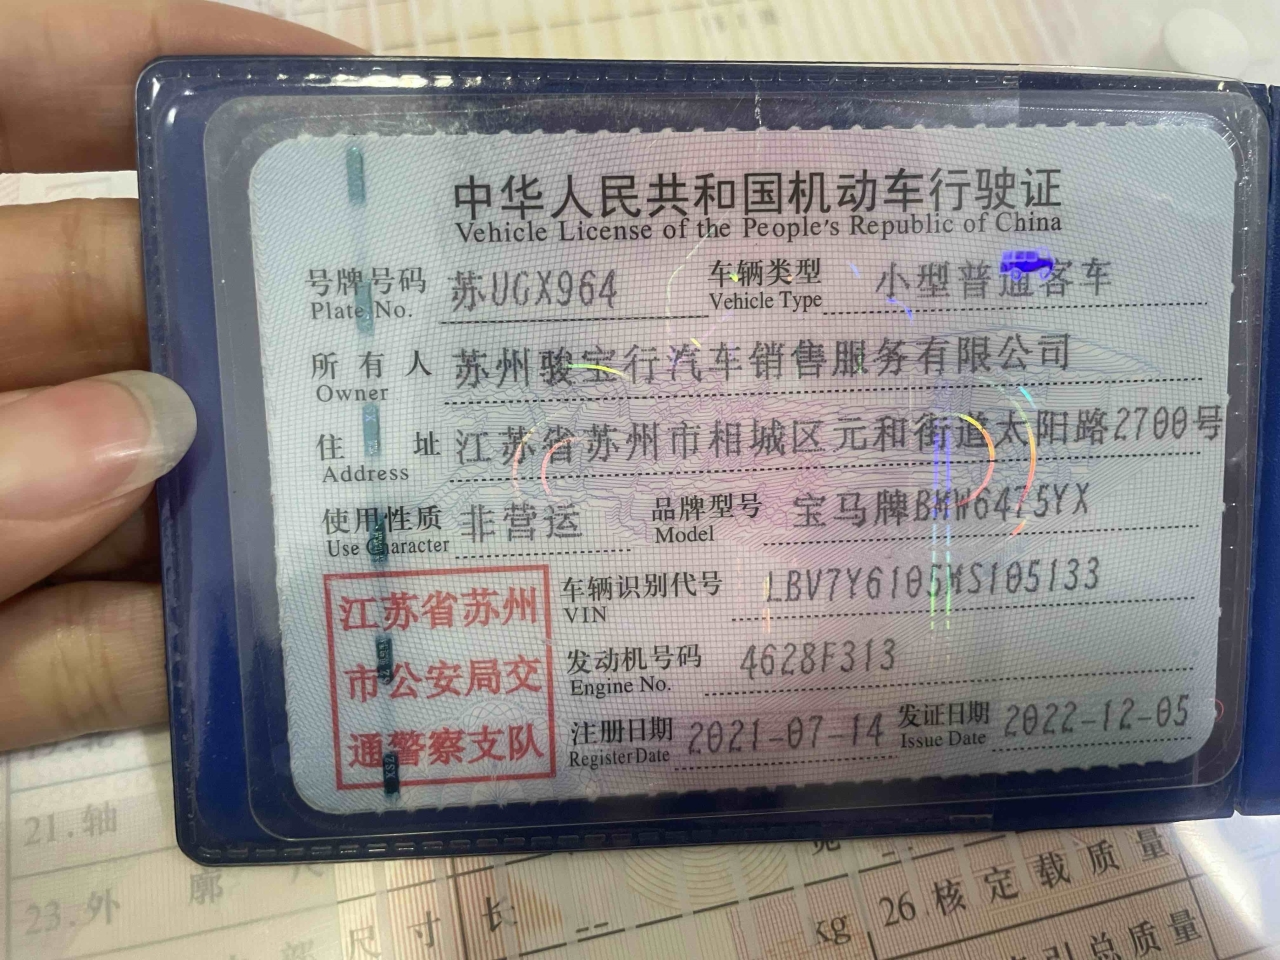 中华人民共和国机动车行驶证
Vehicle License of the People's Republic of China
号牌号码 苏UGX964 车辆类型 小型普通客车
Plate No. Vehicle Type
所有人 苏州骏宝行汽车销售服务有限公司
Owner
住址 江苏省苏州市相城区元和街道太阳路2700号
Address
使用性质 非营运 品牌型号 宝马牌BMW6475YX
Use Character Model
江苏省苏州
市公安局交
通警察支队
车辆识别代号 LBV7Y6105MS105133
VIN
发动机号码 4628F313
Engine No.
注册日期 2021-07-14 发证日期 2022-12-05
Register Date Issue Date
21.轴
23.外廓尺寸 长
kg 26.核定载质量
引总质量